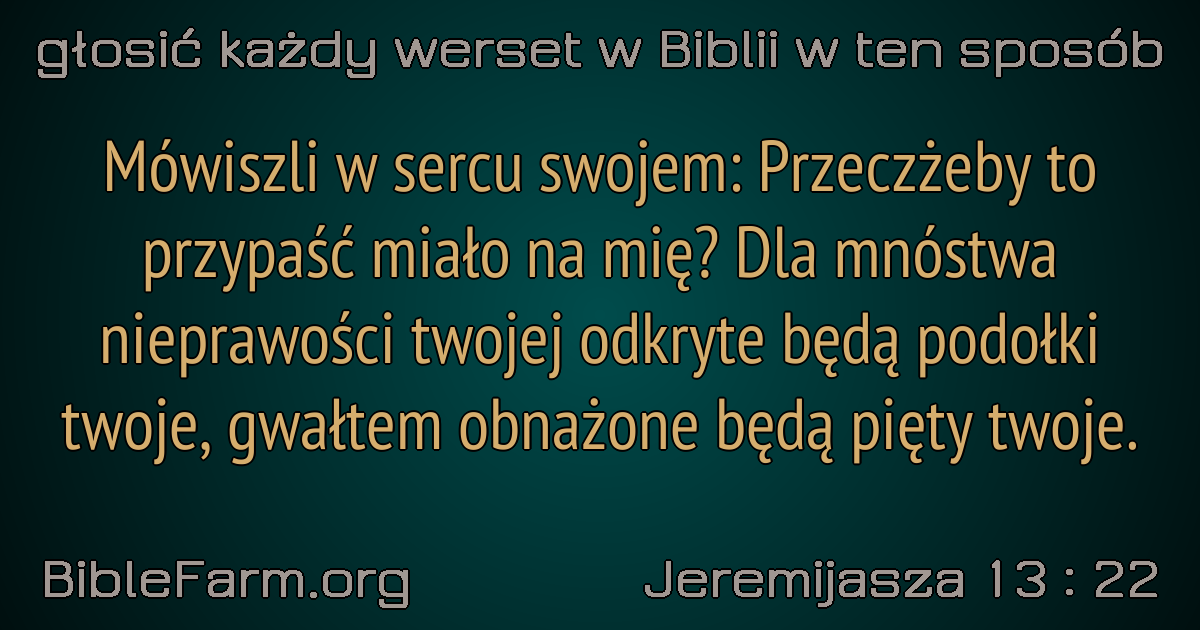 głosić każdy werset w Biblii w ten sposób
Mówiszli w sercu swojem: Przeczżeby to
przypaść miało na mię? Dla mnóstwa
nieprawości twojej odkryte będą podołki
twoje, gwałtem obnażone będą pięty twoje.
BibleFarm.org
Jeremijasza 13 : 22